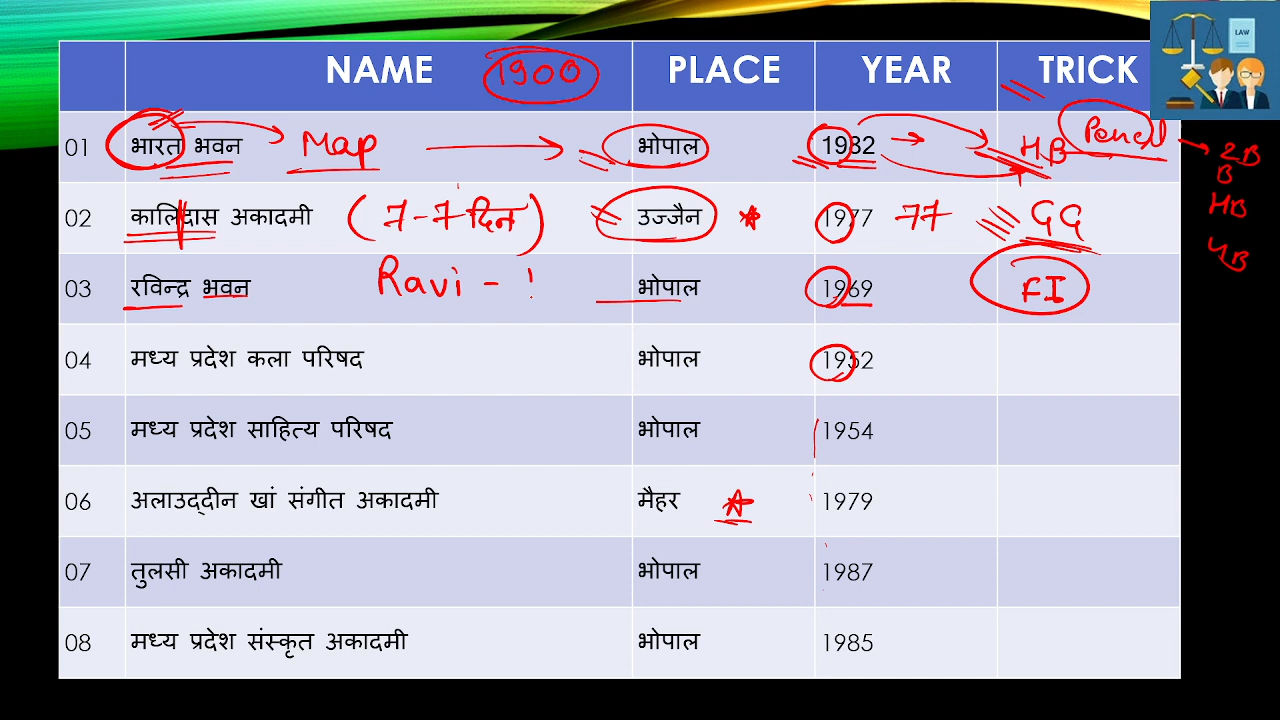 NAME 1900 PLACE YEAR TRICK
01 भारत भवन Map भोपाल 1982 HB Pencil 2B
B
HB
4B
02 कालिदास अकादमी (7-7 दिन) उज्जैन 1977 77 GG
03 रविन्द्र भवन Ravi - ! भोपाल 1969 FI
04 मध्य प्रदेश कला परिषद भोपाल 1952
05 मध्य प्रदेश साहित्य परिषद भोपाल 1954
06 अलाउद्दीन खां संगीत अकादमी मैहर 1979
07 तुलसी अकादमी भोपाल 1987
08 मध्य प्रदेश संस्कृत अकादमी भोपाल 1985
LAW